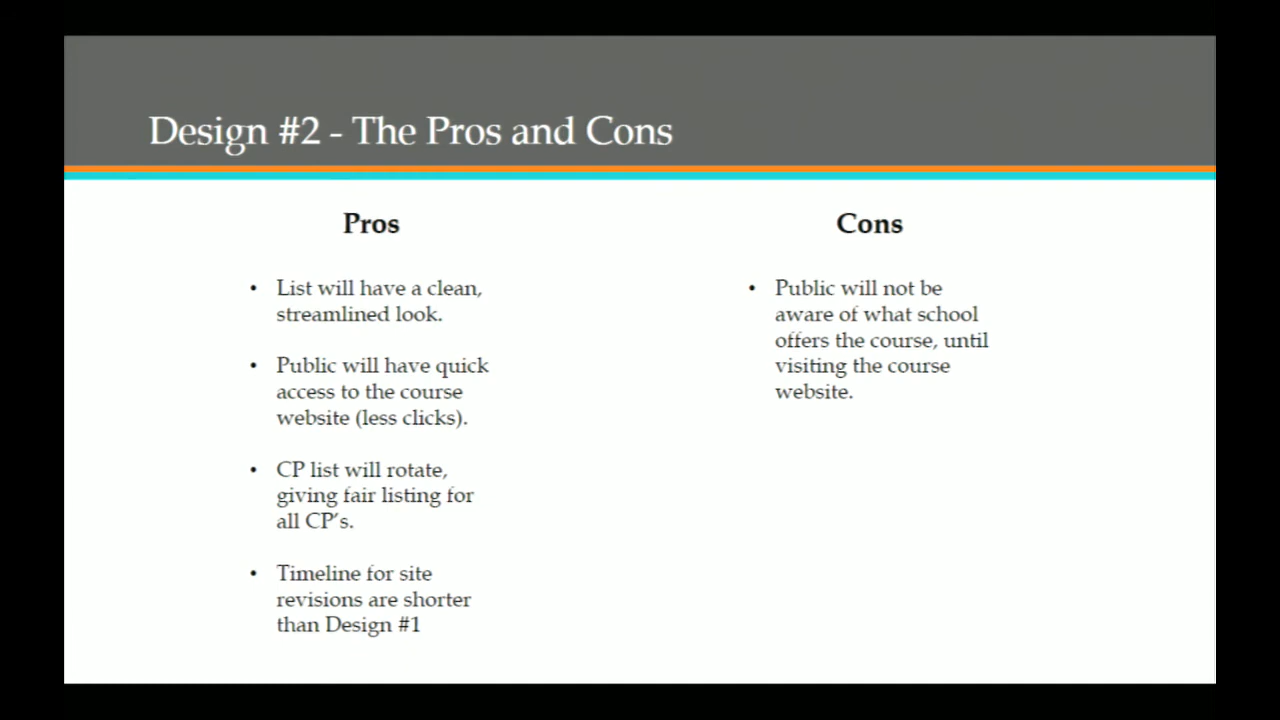 Design #2 - The Pros and Cons
Pros
• List will have a clean,
streamlined look.
• Public will have quick
access to the course
website (less clicks).
• CP list will rotate,
giving fair listing for
all CP’s.
• Timeline for site
revisions are shorter
than Design #1
Cons
• Public will not be
aware of what school
offers the course, until
visiting the course
website.